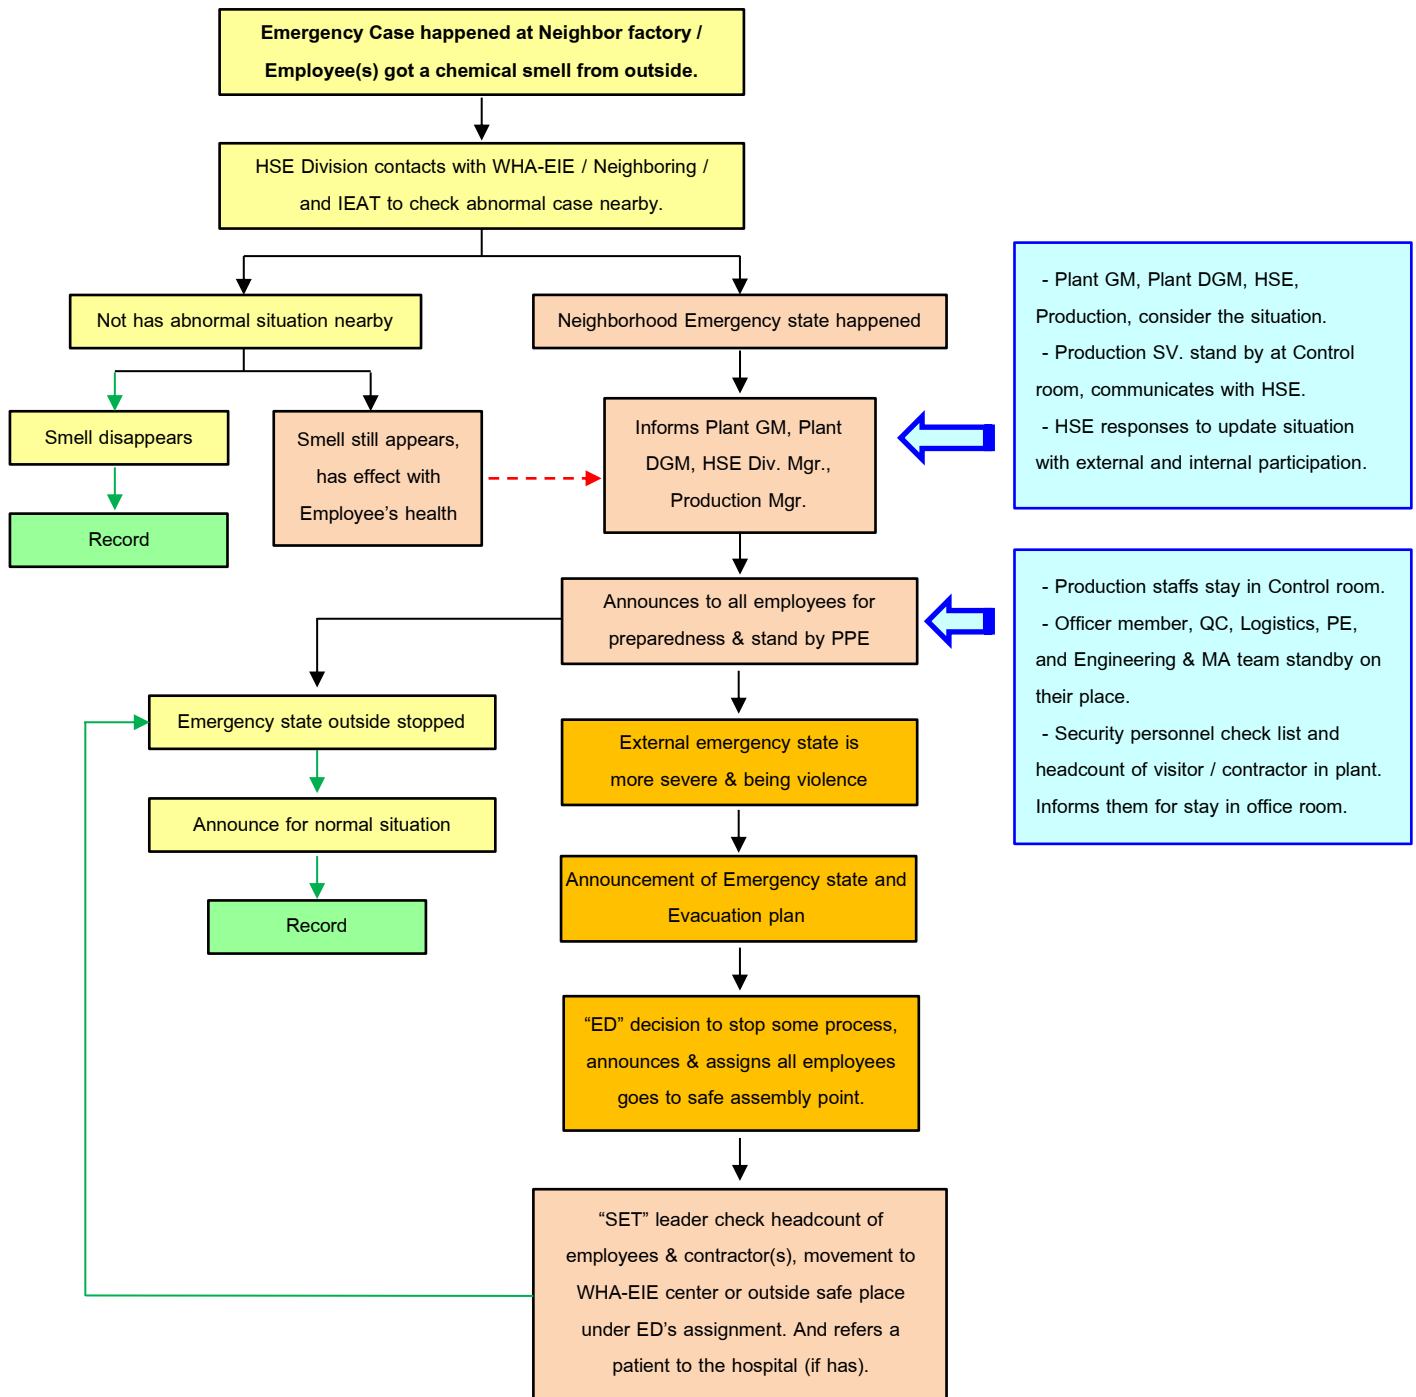 Emergency Case happened at Neighbor factory /
Employee(s) got a chemical smell from outside.
HSE Division contacts with WHA-EIE / Neighboring /
and IEAT to check abnormal case nearby.
Not has abnormal situation nearby
Neighborhood Emergency state happened
- Plant GM, Plant DGM, HSE,
Production, consider the situation.
- Production SV. stand by at Control
room, communicates with HSE.
- HSE responses to update situation
with external and internal participation.
Smell disappears
Smell still appears,
has effect with
Employee’s health
Informs Plant GM, Plant
DGM, HSE Div. Mgr.,
Production Mgr.
Record
Announces to all employees for
preparedness & stand by PPE
- Production staffs stay in Control room.
- Officer member, QC, Logistics, PE,
and Engineering & MA team standby on
their place.
- Security personnel check list and
headcount of visitor / contractor in plant.
Informs them for stay in office room.
Emergency state outside stopped
External emergency state is
more severe & being violence
Announce for normal situation
Announcement of Emergency state and
Evacuation plan
Record
“ED” decision to stop some process,
announces & assigns all employees
goes to safe assembly point.
“SET” leader check headcount of
employees & contractor(s), movement to
WHA-EIE center or outside safe place
under ED’s assignment. And refers a
patient to the hospital (if has).